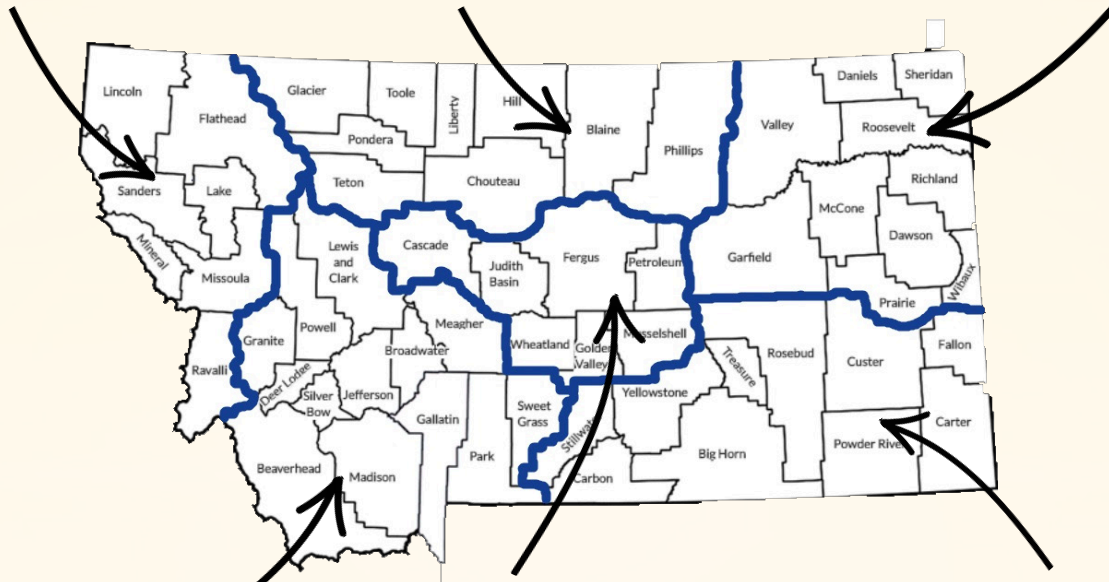 Lincoln
Flathead
Glacier
Toole
Liberty
Hill
Blaine
Phillips
Valley
Daniels
Sheridan
Roosevelt
Pondera
Teton
Chouteau
Sanders
Lake
Richland
McCone
Dawson
Wibaux
Mineral
Missoula
Lewis
and
Clark
Cascade
Judith
Basin
Fergus
Petroleum
Garfield
Prairie
Powell
Granite
Meagher
Broadwater
Wheatland
Golden
Valley
Musselshell
Treasure
Rosebud
Custer
Fallon
Ravalli
Deer Lodge
Silver
Bow
Jefferson
Gallatin
Sweet
Grass
Stillwater
Yellowstone
Big Horn
Powder River
Carter
Beaverhead
Madison
Park
Carbon